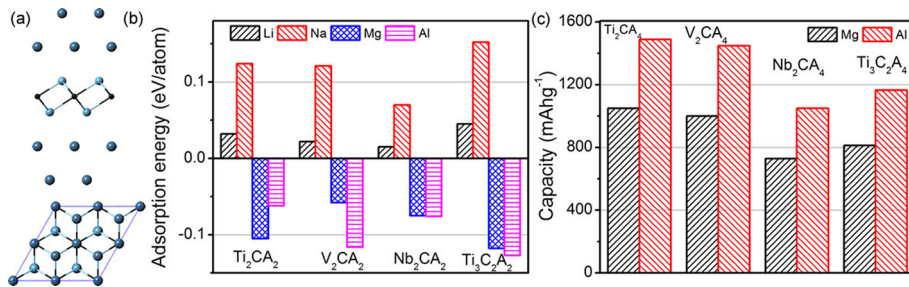 (a)
(b)
Adsorption energy (eV/atom)
0.1
0.0
-0.1
Li Na Mg Al
Ti₂CA₂ V₂CA₂ Nb₂CA₂ Ti₃C₂A₂
(c)
Capacity (mAhg⁻¹)
1600
1200
800
400
0
Mg Al
Ti₂CA₄ V₂CA₄ Nb₂CA₄ Ti₃C₂A₄